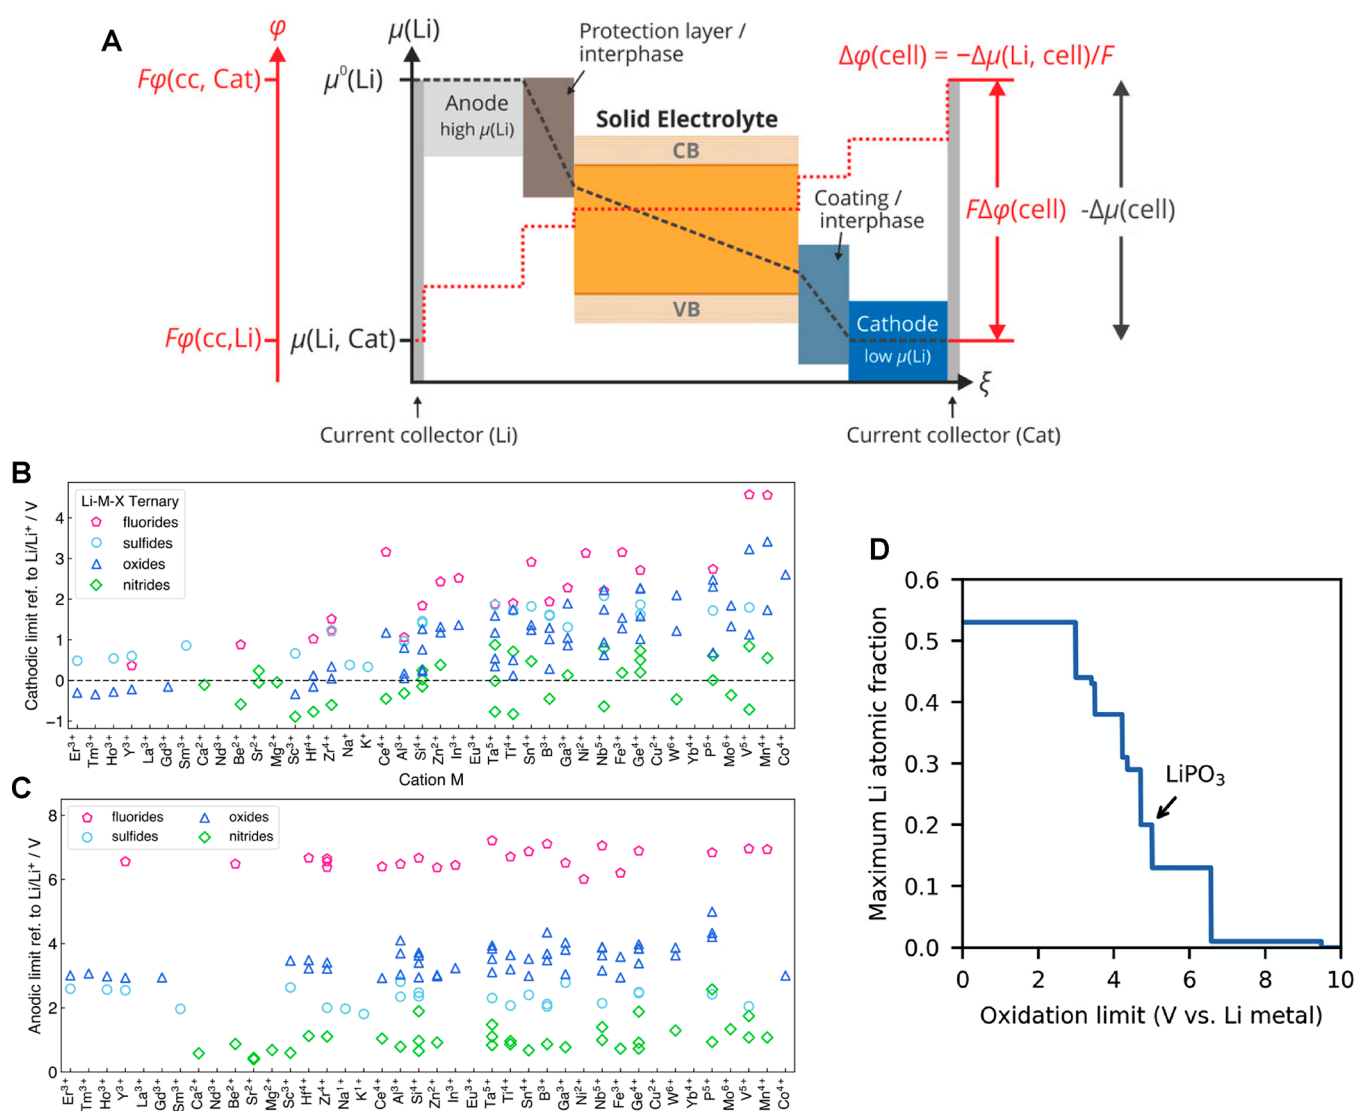 A
φ
μ(Li)
Protection layer /
interphase
Δφ(cell) = −Δμ(Li, cell)/F
Fφ(cc, Cat)
μ⁰(Li)
Anode
high μ(Li)
Solid Electrolyte
CB
Coating /
interphase
FΔφ(cell)
-Δμ(cell)
VB
Fφ(cc,Li)
μ(Li, Cat)
Cathode
low μ(Li)
ξ
Current collector (Li)
Current collector (Cat)
B
Cathodic limit ref. to Li/Li⁺ / V
4
3
2
1
0
−1
Li-M-X Ternary
fluorides
sulfides
oxides
nitrides
Er³⁺ Tm³⁺ Ho³⁺ Y³⁺ La³⁺ Gd³⁺ Sm³⁺ Ca²⁺ Nd³⁺ Be²⁺ Sr²⁺ Mg²⁺ Sc³⁺ Hf⁴⁺ Zr⁴⁺ Na⁺ K⁺ Ce⁴⁺ Al³⁺ Si⁴⁺ Zn²⁺ In³⁺ Eu³⁺ Ta⁵⁺ Ti⁴⁺ Sn⁴⁺ B³⁺ Ga³⁺ Ni²⁺ Nb⁵⁺ Fe³⁺ Ge⁴⁺ Cu²⁺ W⁶⁺ Yb⁴⁺ P⁵⁺ Mo⁶⁺ V⁵⁺ Mn⁴⁺ Co⁴⁺
Cation M
C
Anodic limit ref. to Li/Li⁺ / V
8
6
4
2
0
fluorides oxides
sulfides nitrides
Er³⁺ Tm³⁺ Ho³⁺ Y³⁺ La³⁺ Gd³⁺ Sm³⁺ Ca²⁺ Nd³⁺ Be²⁺ Sr²⁺ Mg²⁺ Sc³⁺ Hf⁴⁺ Zr⁴⁺ Na¹⁺ K¹⁺ Ce⁴⁺ Al³⁺ Si⁴⁺ Zn²⁺ In³⁺ Eu³⁺ Ta⁵⁺ Ti⁴⁺ Sn⁴⁺ B³⁺ Ga³⁺ Ni²⁺ Nb⁵⁺ Fe³⁺ Ge⁴⁺ Cu²⁺ W⁶⁺ Yb⁴⁺ P⁵⁺ Mo⁶⁺ V⁵⁺ Mn⁴⁺ Co⁴⁺
D
Maximum Li atomic fraction
0.6
0.5
0.4
0.3
0.2
0.1
0.0
LiPO₃
0 2 4 6 8 10
Oxidation limit (V vs. Li metal)